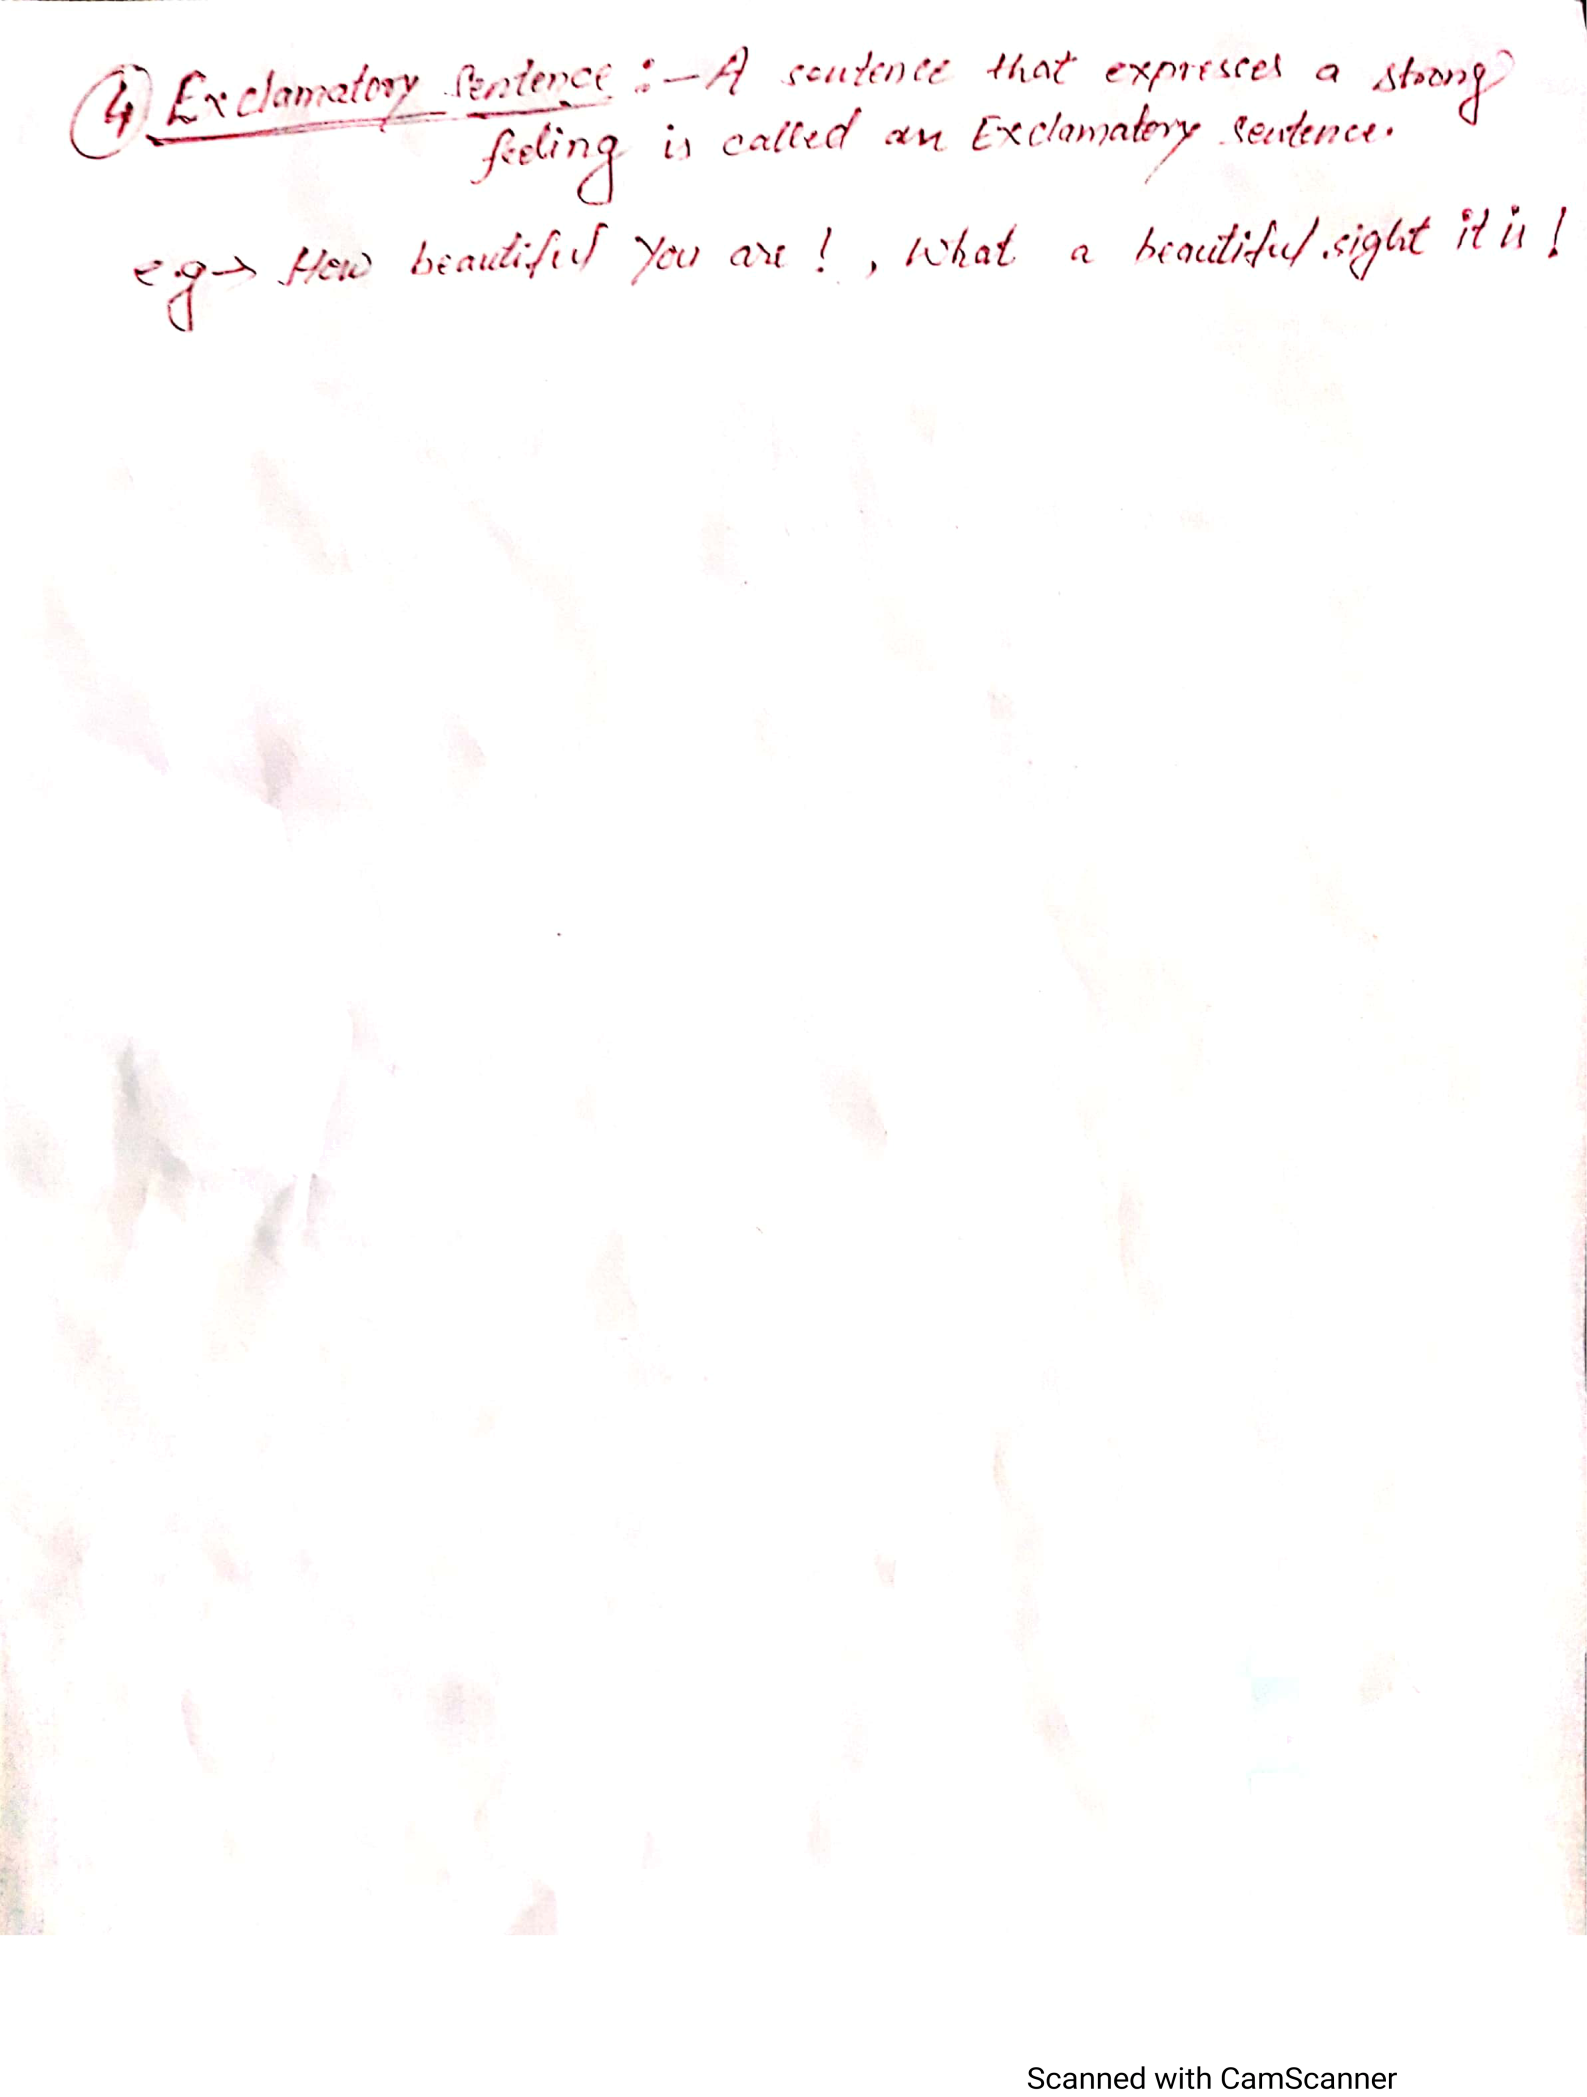 ④ Exclamatory Sentence :- A sentence that expresses a strong
feeling is called an Exclamatory Sentence.
e.g → How beautiful you are ! , What a beautiful sight it is !
Scanned with CamScanner